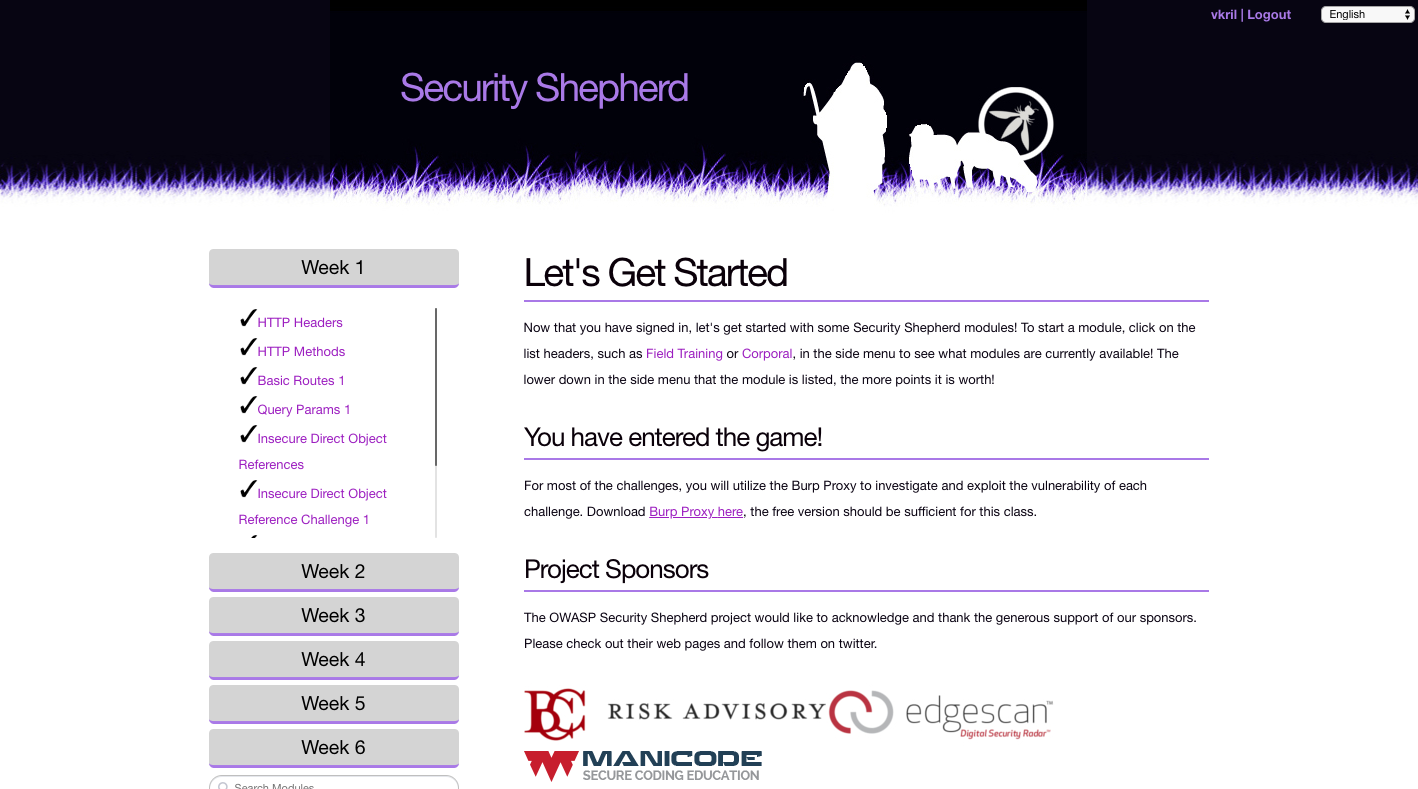 vkril | Logout
English
Security Shepherd
Week 1
✓HTTP Headers
✓HTTP Methods
✓Basic Routes 1
✓Query Params 1
✓Insecure Direct Object
References
✓Insecure Direct Object
Reference Challenge 1
Week 2
Week 3
Week 4
Week 5
Week 6
Search Modules
Let's Get Started
Now that you have signed in, let's get started with some Security Shepherd modules! To start a module, click on the
list headers, such as Field Training or Corporal, in the side menu to see what modules are currently available! The
lower down in the side menu that the module is listed, the more points it is worth!
You have entered the game!
For most of the challenges, you will utilize the Burp Proxy to investigate and exploit the vulnerability of each
challenge. Download Burp Proxy here, the free version should be sufficient for this class.
Project Sponsors
The OWASP Security Shepherd project would like to acknowledge and thank the generous support of our sponsors.
Please check out their web pages and follow them on twitter.
BCC RISK ADVISORY
edgescan™
Digital Security Radar™
MANICODE
SECURE CODING EDUCATION